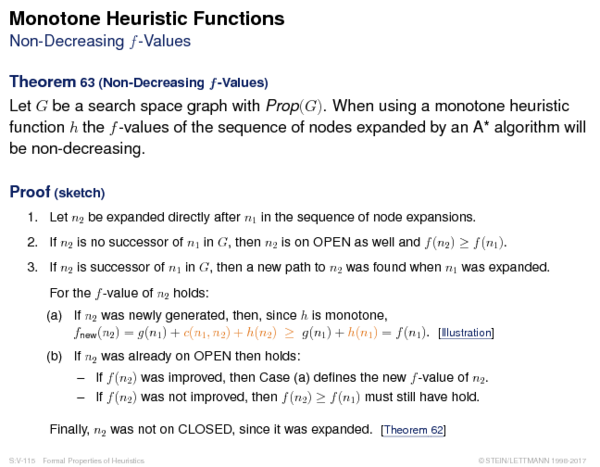 Monotone Heuristic Functions
Non-Decreasing f-Values
Theorem 63 (Non-Decreasing f-Values)
Let G be a search space graph with Prop(G). When using a monotone heuristic
function h the f-values of the sequence of nodes expanded by an A* algorithm will
be non-decreasing.
Proof (sketch)
1. Let n₂ be expanded directly after n₁ in the sequence of node expansions.
2. If n₂ is no successor of n₁ in G, then n₂ is on OPEN as well and f(n₂) ≥ f(n₁).
3. If n₂ is successor of n₁ in G, then a new path to n₂ was found when n₁ was expanded.
For the f-value of n₂ holds:
(a) If n₂ was newly generated, then, since h is monotone,
f_new(n₂) = g(n₁) + c(n₁, n₂) + h(n₂) ≥ g(n₁) + h(n₁) = f(n₁). [Illustration]
(b) If n₂ was already on OPEN then holds:
– If f(n₂) was improved, then Case (a) defines the new f-value of n₂.
– If f(n₂) was not improved, then f(n₂) ≥ f(n₁) must still have hold.
Finally, n₂ was not on CLOSED, since it was expanded. [Theorem 62]
S:V-115 Formal Properties of Heuristics © STEIN/LETTMANN 1998-2017